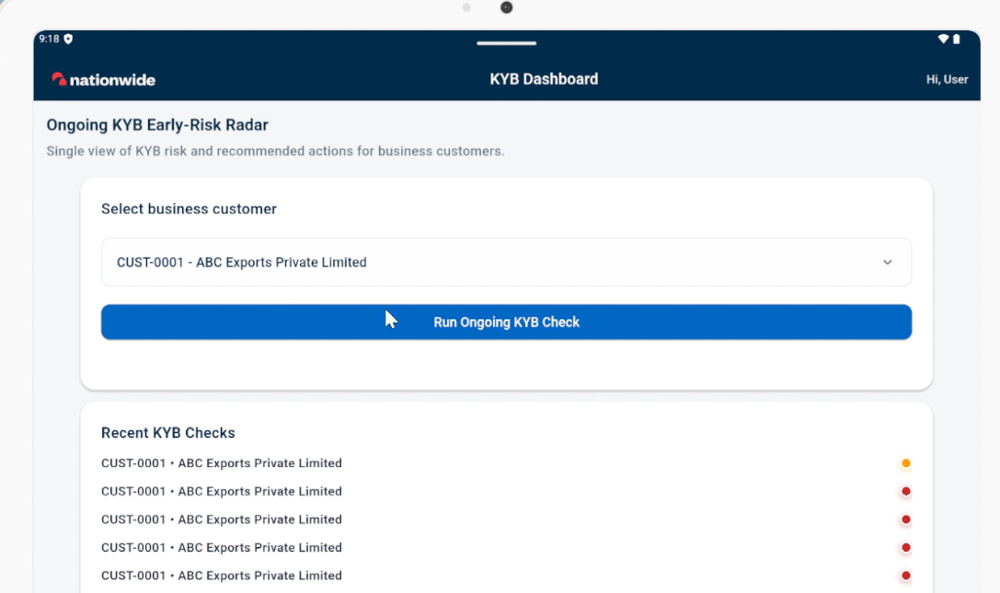 9:18
nationwide
KYB Dashboard
Hi, User
Ongoing KYB Early-Risk Radar
Single view of KYB risk and recommended actions for business customers.
Select business customer
CUST-0001 - ABC Exports Private Limited
Run Ongoing KYB Check
Recent KYB Checks
CUST-0001 • ABC Exports Private Limited
CUST-0001 • ABC Exports Private Limited
CUST-0001 • ABC Exports Private Limited
CUST-0001 • ABC Exports Private Limited
CUST-0001 • ABC Exports Private Limited